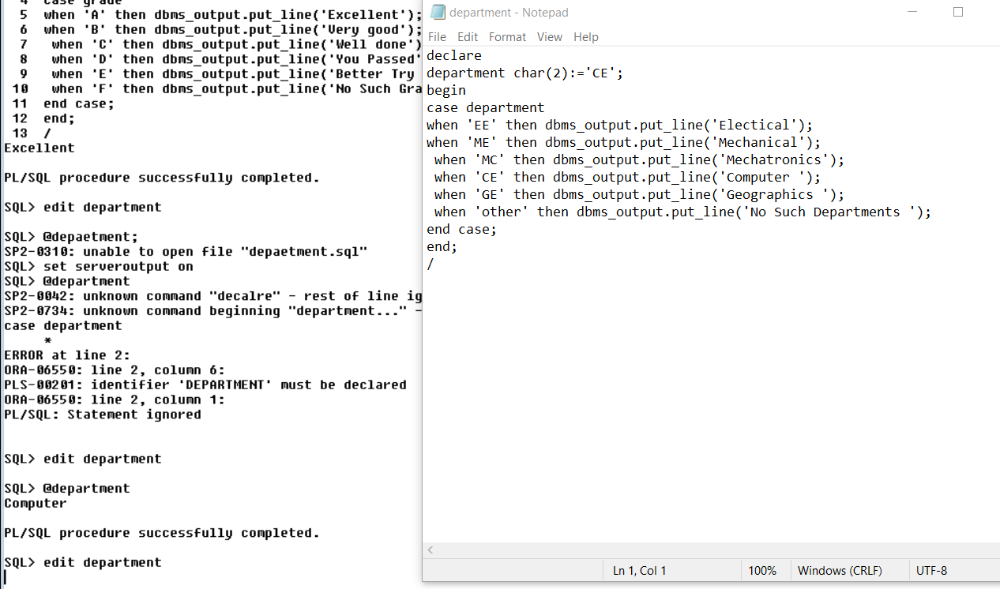 4 case grade
5 when 'A' then dbms_output.put_line('Excellent');
6 when 'B' then dbms_output.put_line('Very good');
7 when 'C' then dbms_output.put_line('Well done')
8 when 'D' then dbms_output.put_line('You Passed'
9 when 'E' then dbms_output.put_line('Better Try
10 when 'F' then dbms_output.put_line('No Such Gra
11 end case;
12 end;
13 /
Excellent
PL/SQL procedure successfully completed.
SQL> edit department
SQL> @depaetment;
SP2-0310: unable to open file "depaetment.sql"
SQL> set serveroutput on
SQL> @department
SP2-0042: unknown command "decalre" - rest of line ig
SP2-0734: unknown command beginning "department..." -
case department
*
ERROR at line 2:
ORA-06550: line 2, column 6:
PLS-00201: identifier 'DEPARTMENT' must be declared
ORA-06550: line 2, column 1:
PL/SQL: Statement ignored
SQL> edit department
SQL> @department
Computer
PL/SQL procedure successfully completed.
SQL> edit department
department - Notepad
File Edit Format View Help
declare
department char(2):='CE';
begin
case department
when 'EE' then dbms_output.put_line('Electical');
when 'ME' then dbms_output.put_line('Mechanical');
when 'MC' then dbms_output.put_line('Mechatronics');
when 'CE' then dbms_output.put_line('Computer ');
when 'GE' then dbms_output.put_line('Geographics ');
when 'other' then dbms_output.put_line('No Such Departments ');
end case;
end;
/
Ln 1, Col 1 100% Windows (CRLF) UTF-8